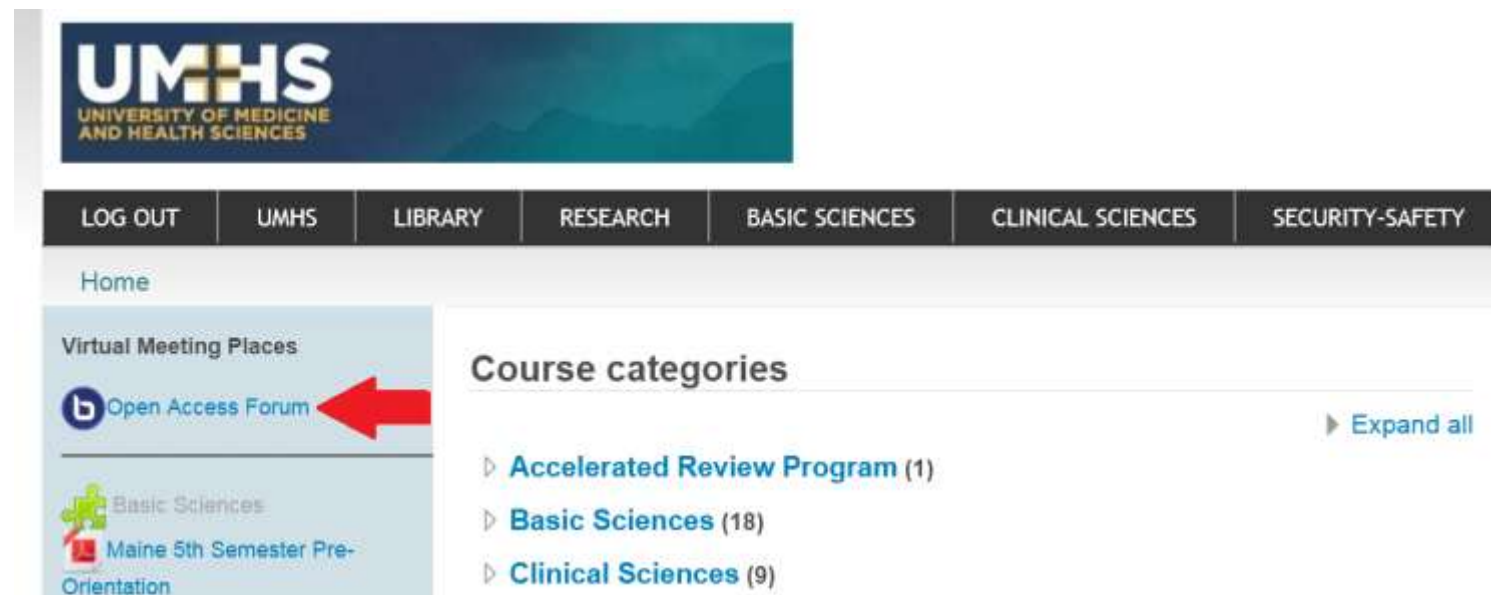 UMHS
UNIVERSITY OF MEDICINE
AND HEALTH SCIENCES
LOG OUT UMHS LIBRARY RESEARCH BASIC SCIENCES CLINICAL SCIENCES SECURITY-SAFETY
Home
Virtual Meeting Places
Open Access Forum
Basic Sciences
Maine 5th Semester Pre-
Orientation
Course categories
Expand all
Accelerated Review Program (1)
Basic Sciences (18)
Clinical Sciences (9)